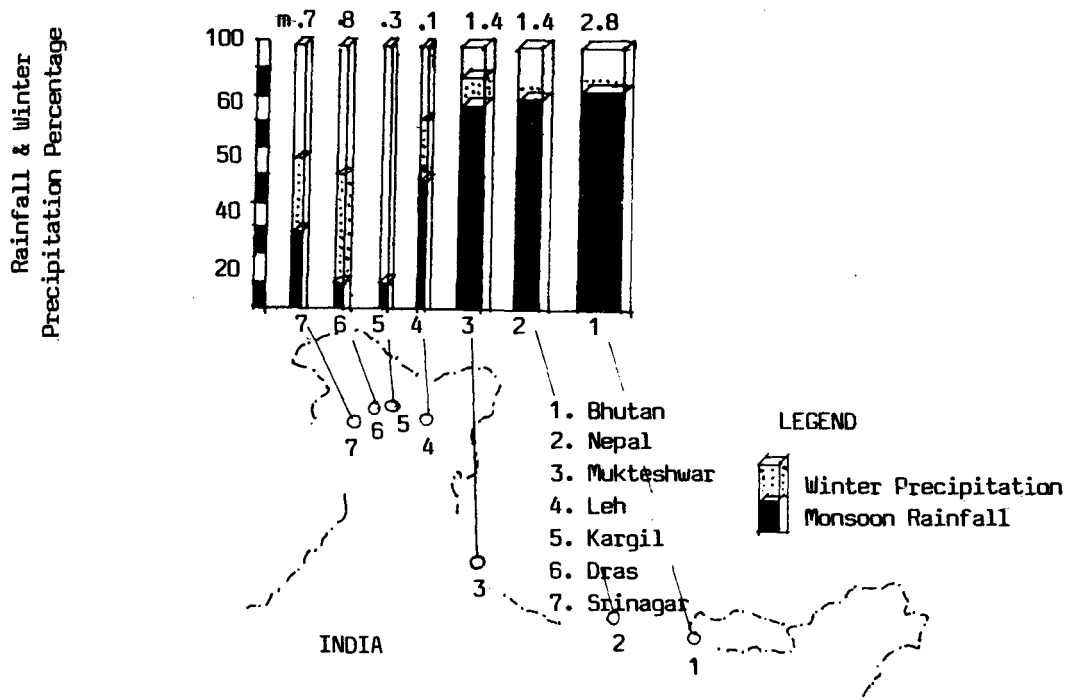 m .7 .8 .3 .1 1.4 1.4 2.8
Rainfall & Winter
Precipitation Percentage
100
60
50
40
20
7 6 5 4 3 2 1
7
6
5
4
3
2
1
1. Bhutan
2. Nepal
3. Mukteshwar
4. Leh
5. Kargil
6. Dras
7. Srinagar
LEGEND
Winter Precipitation
Monsoon Rainfall
INDIA